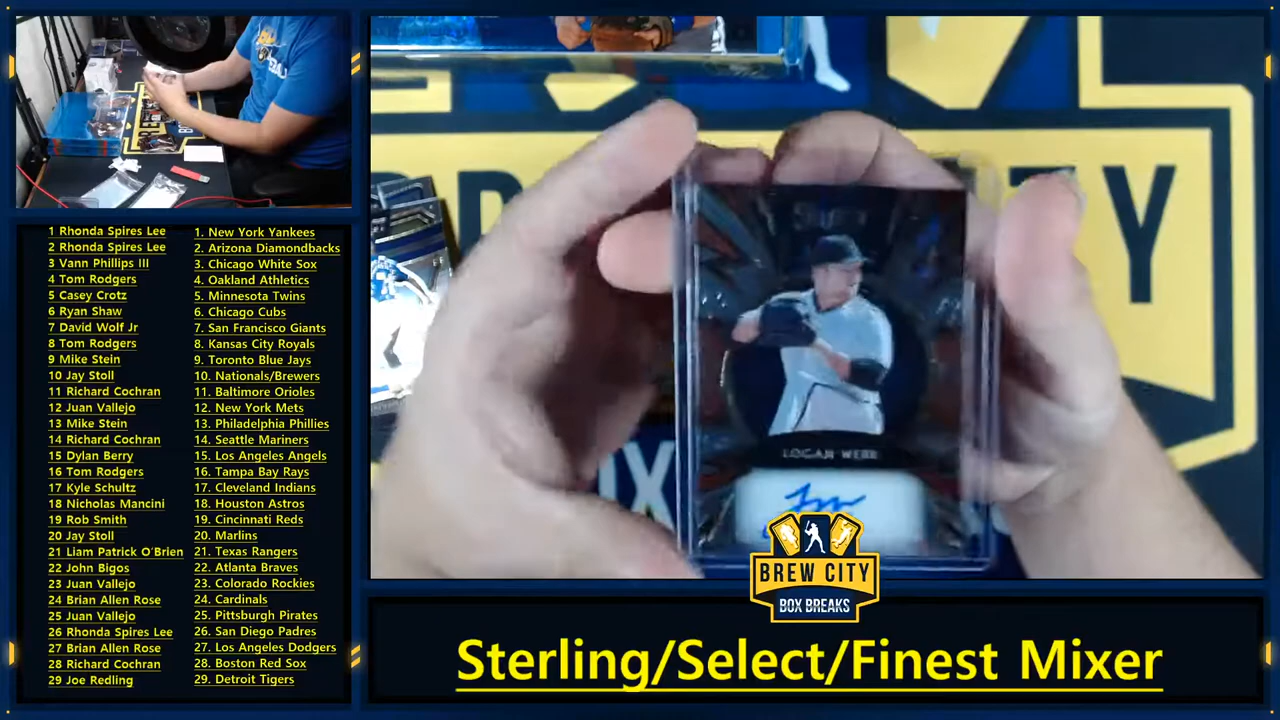 1 Rhonda Spires Lee 1. New York Yankees
2 Rhonda Spires Lee 2. Arizona Diamondbacks
3 Vann Phillips III 3. Chicago White Sox
4 Tom Rodgers 4. Oakland Athletics
5 Casey Crotz 5. Minnesota Twins
6 Ryan Shaw 6. Chicago Cubs
7 David Wolf Jr 7. San Francisco Giants
8 Tom Rodgers 8. Kansas City Royals
9 Mike Stein 9. Toronto Blue Jays
10 Jay Stoll 10. Nationals/Brewers
11 Richard Cochran 11. Baltimore Orioles
12 Juan Vallejo 12. New York Mets
13 Mike Stein 13. Philadelphia Phillies
14 Richard Cochran 14. Seattle Mariners
15 Dylan Berry 15. Los Angeles Angels
16 Tom Rodgers 16. Tampa Bay Rays
17 Kyle Schultz 17. Cleveland Indians
18 Nicholas Mancini 18. Houston Astros
19 Rob Smith 19. Cincinnati Reds
20 Jay Stoll 20. Marlins
21 Liam Patrick O'Brien 21. Texas Rangers
22 John Bigos 22. Atlanta Braves
23 Juan Vallejo 23. Colorado Rockies
24 Brian Allen Rose 24. Cardinals
25 Juan Vallejo 25. Pittsburgh Pirates
26 Rhonda Spires Lee 26. San Diego Padres
27 Brian Allen Rose 27. Los Angeles Dodgers
28 Richard Cochran 28. Boston Red Sox
29 Joe Redling 29. Detroit Tigers
LOGAN WEBB
BREW CITY
BOX BREAKS
Sterling/Select/Finest Mixer